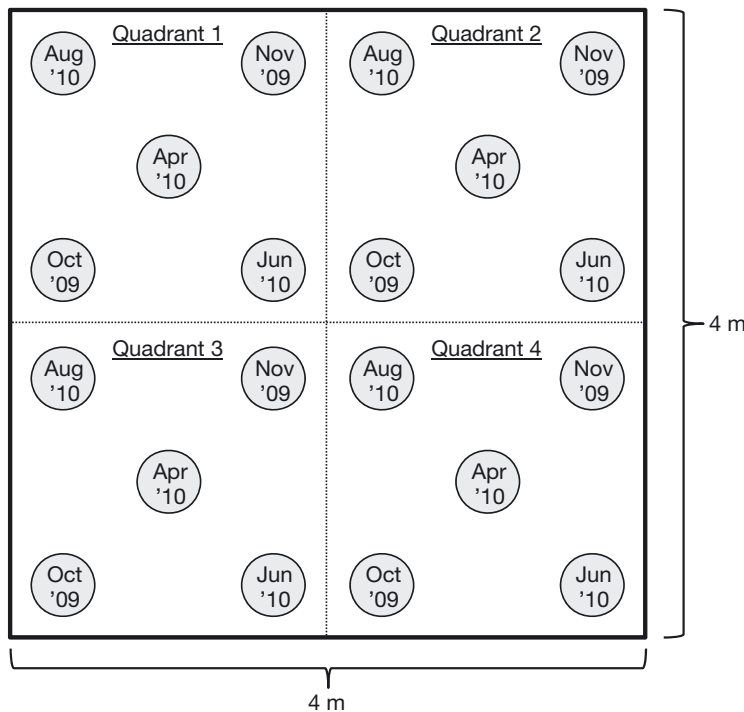 Quadrant 1
Aug
’10
Nov
’09
Apr
’10
Oct
’09
Jun
’10
Quadrant 2
Aug
’10
Nov
’09
Apr
’10
Oct
’09
Jun
’10
Quadrant 3
Aug
’10
Nov
’09
Apr
’10
Oct
’09
Jun
’10
Quadrant 4
Aug
’10
Nov
’09
Apr
’10
Oct
’09
Jun
’10
4 m
4 m